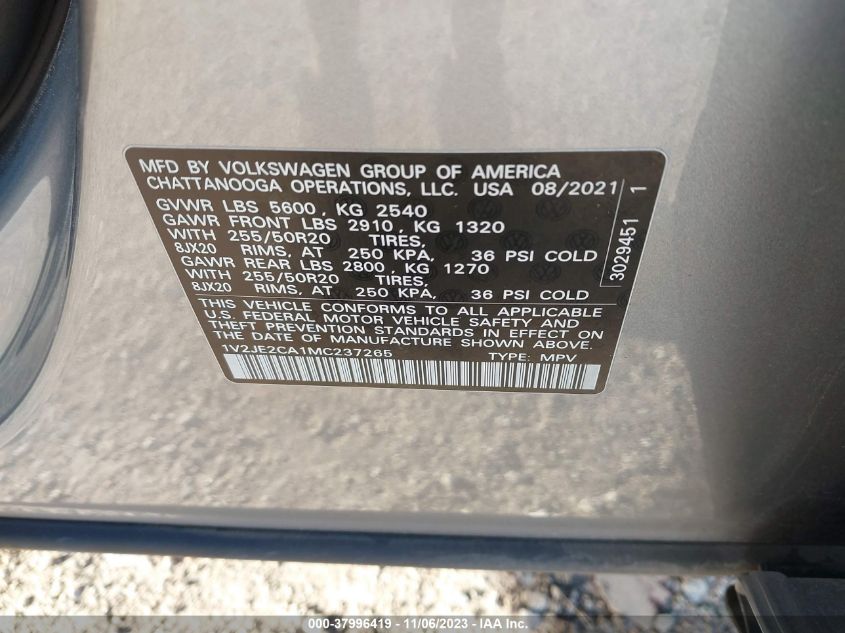 MFD BY VOLKSWAGEN GROUP OF AMERICA
CHATTANOOGA OPERATIONS, LLC. USA 08/2021
GVWR LBS 5600, KG 2540
GAWR FRONT LBS 2910, KG 1320
WITH 255/50R20 TIRES,
8JX20 RIMS, AT 250 KPA, 36 PSI COLD
GAWR REAR LBS 2800, KG 1270
WITH 255/50R20 TIRES,
8JX20 RIMS, AT 250 KPA, 36 PSI COLD
THIS VEHICLE CONFORMS TO ALL APPLICABLE
U.S. FEDERAL MOTOR VEHICLE SAFETY AND
THEFT PREVENTION STANDARDS IN EFFECT ON
THE DATE OF MANUFACTURE SHOWN ABOVE.
1V2JE2CA1MC237265 TYPE: MPV
3029451 1
000-37996419 - 11/06/2023 - IAA Inc.